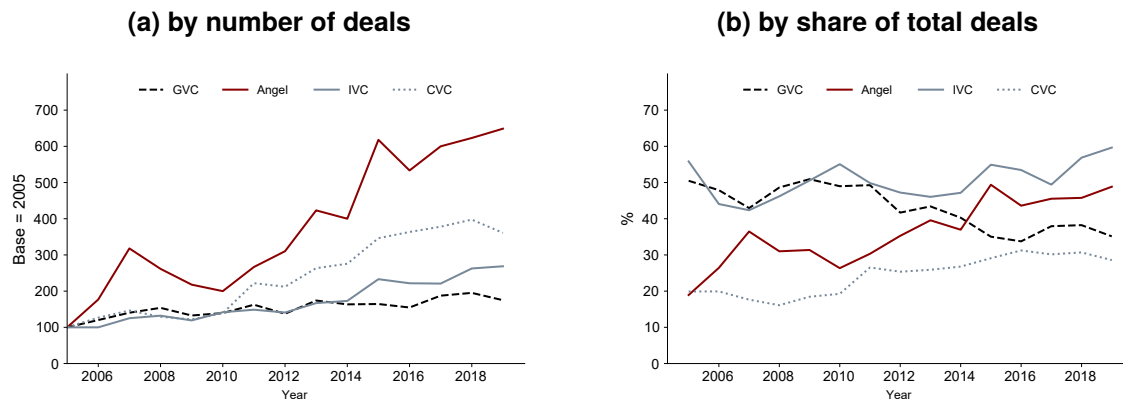 (a) by number of deals
GVC Angel IVC CVC
700
600
500
400
300
200
100
0
Base = 2005
2006 2008 2010 2012 2014 2016 2018
Year
(b) by share of total deals
GVC Angel IVC CVC
70
60
50
40
30
20
10
0
%
2006 2008 2010 2012 2014 2016 2018
Year